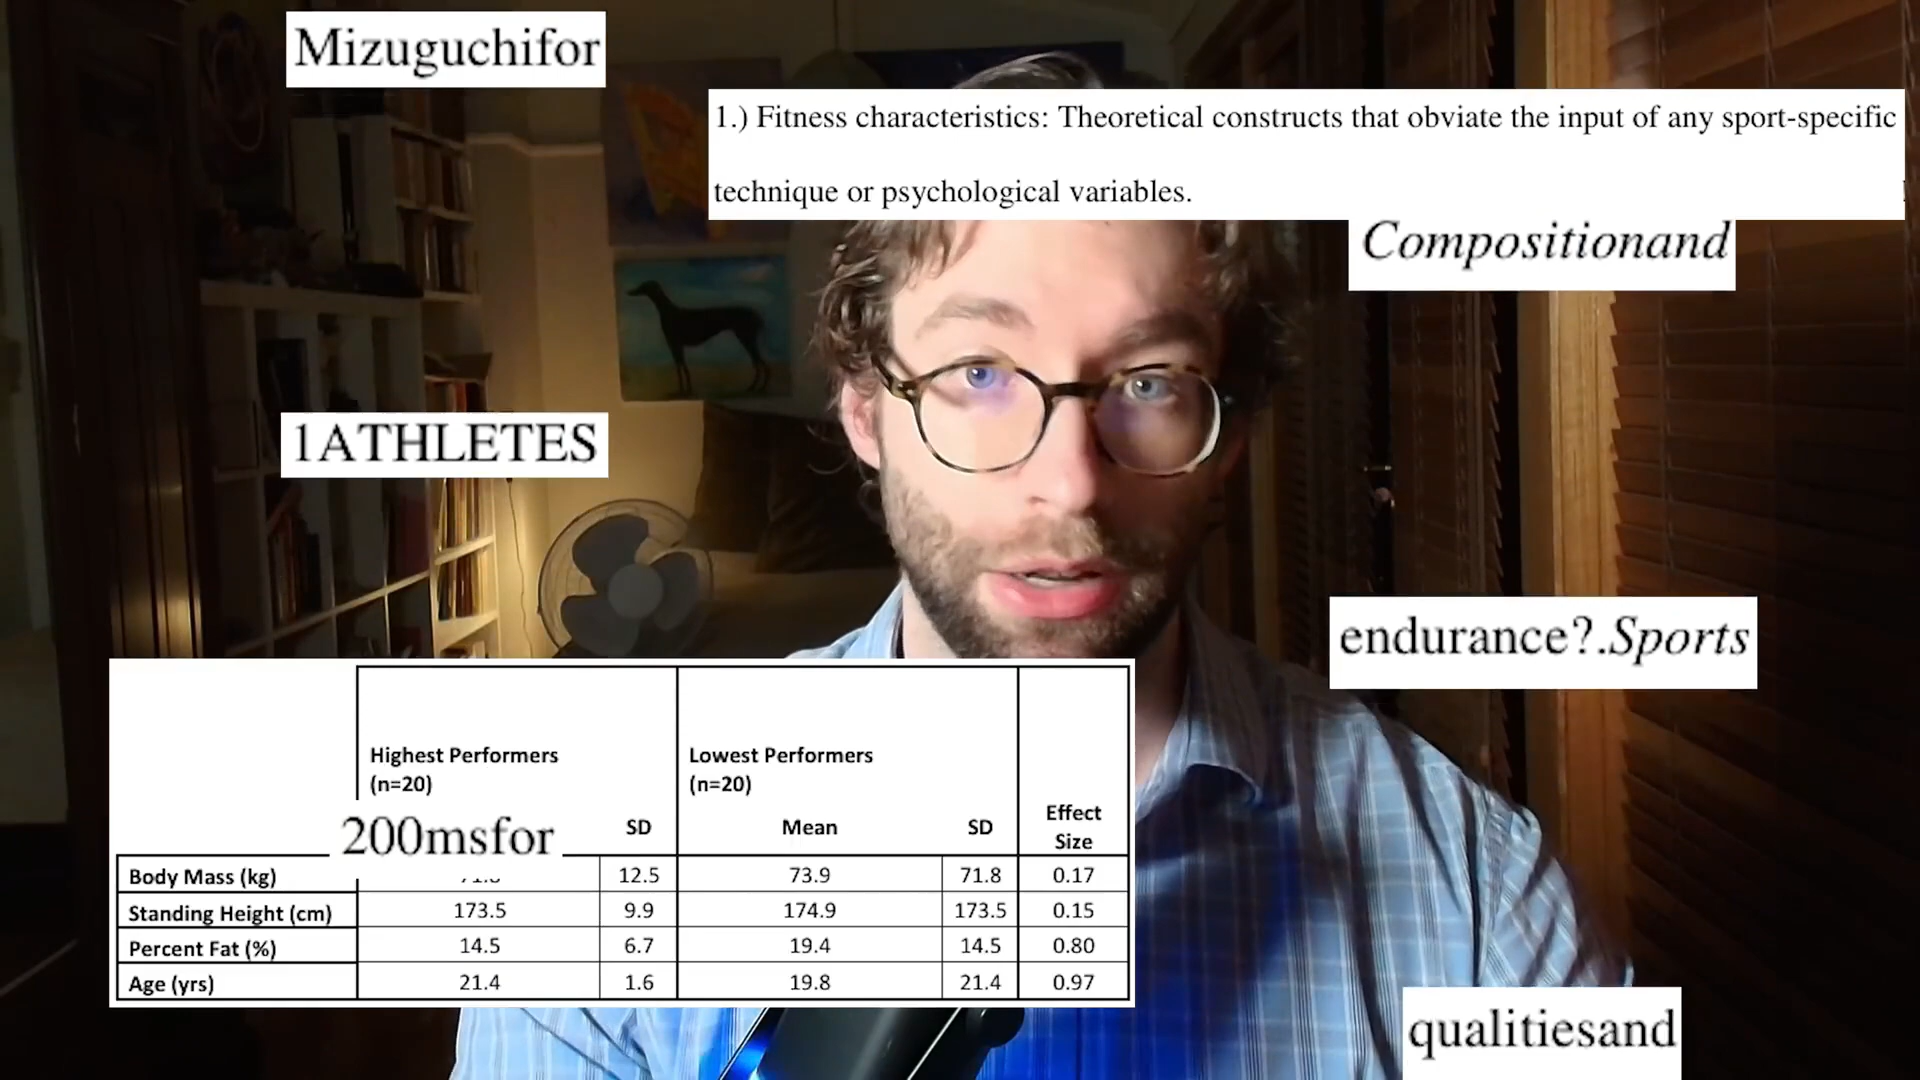 Mizuguchifor
1.) Fitness characteristics: Theoretical constructs that obviate the input of any sport-specific
technique or psychological variables.
Compositionand
1ATHLETES
endurance?.Sports
Highest Performers
(n=20)
Lowest Performers
(n=20)
200msfor
SD
Mean
SD
Effect
Size
Body Mass (kg) 12.5 73.9 71.8 0.17
Standing Height (cm) 173.5 9.9 174.9 173.5 0.15
Percent Fat (%) 14.5 6.7 19.4 14.5 0.80
Age (yrs) 21.4 1.6 19.8 21.4 0.97
qualitiesand